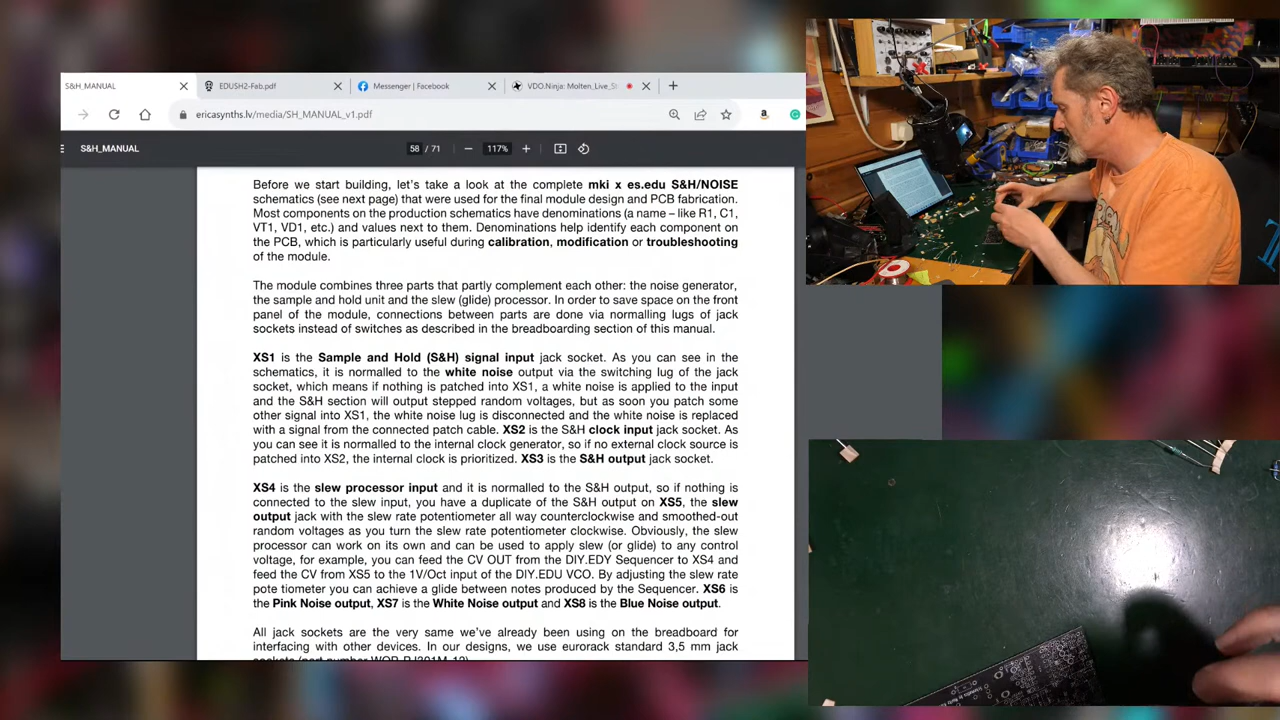 S&H_MANUAL
EDUSH2-Fab.pdf
Messenger | Facebook
VDO.Ninja: Molten_Live_St
ericasynths.lv/media/SH_MANUAL_v1.pdf
S&H_MANUAL
58 / 71
117%
Before we start building, let's take a look at the complete mki x es.edu S&H/NOISE
schematics (see next page) that were used for the final module design and PCB fabrication.
Most components on the production schematics have denominations (a name – like R1, C1,
VT1, VD1, etc.) and values next to them. Denominations help identify each component on
the PCB, which is particularly useful during calibration, modification or troubleshooting
of the module.
The module combines three parts that partly complement each other: the noise generator,
the sample and hold unit and the slew (glide) processor. In order to save space on the front
panel of the module, connections between parts are done via normalling lugs of jack
sockets instead of switches as described in the breadboarding section of this manual.
XS1 is the Sample and Hold (S&H) signal input jack socket. As you can see in the
schematics, it is normalled to the white noise output via the switching lug of the jack
socket, which means if nothing is patched into XS1, a white noise is applied to the input
and the S&H section will output stepped random voltages, but as soon you patch some
other signal into XS1, the white noise lug is disconnected and the white noise is replaced
with a signal from the connected patch cable. XS2 is the S&H clock input jack socket. As
you can see it is normalled to the internal clock generator, so if no external clock source is
patched into XS2, the internal clock is prioritized. XS3 is the S&H output jack socket.
XS4 is the slew processor input and it is normalled to the S&H output, so if nothing is
connected to the slew input, you have a duplicate of the S&H output on XS5, the slew
output jack with the slew rate potentiometer all way counterclockwise and smoothed-out
random voltages as you turn the slew rate potentiometer clockwise. Obviously, the slew
processor can work on its own and can be used to apply slew (or glide) to any control
voltage, for example, you can feed the CV OUT from the DIY.EDY Sequencer to XS4 and
feed the CV from XS5 to the 1V/Oct input of the DIY.EDU VCO. By adjusting the slew rate
pote tiometer you can achieve a glide between notes produced by the Sequencer. XS6 is
the Pink Noise output, XS7 is the White Noise output and XS8 is the Blue Noise output.
All jack sockets are the very same we've already been using on the breadboard for
interfacing with other devices. In our designs, we use eurorack standard 3,5 mm jack